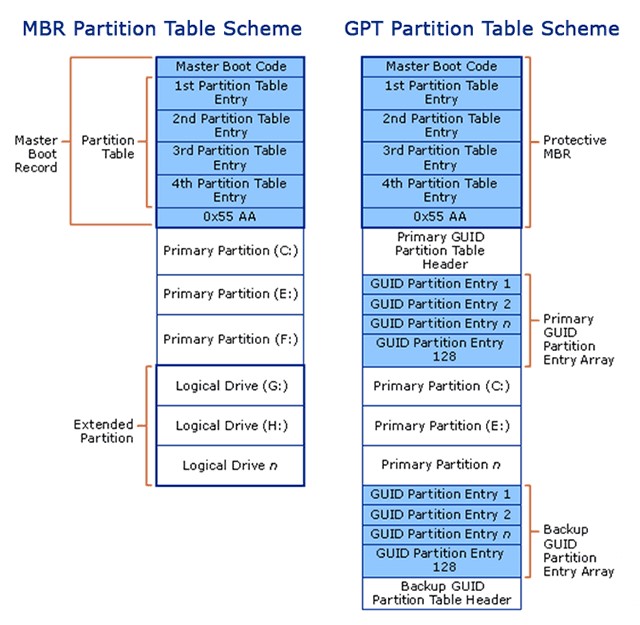 MBR Partition Table Scheme
Master Boot Code
1st Partition Table
Entry
2nd Partition Table
Entry
3rd Partition Table
Entry
4th Partition Table
Entry
0x55 AA
Master
Boot
Record
Partition
Table
Primary Partition (C:)
Primary Partition (E:)
Primary Partition (F:)
Logical Drive (G:)
Logical Drive (H:)
Logical Drive n
Extended
Partition
GPT Partition Table Scheme
Master Boot Code
1st Partition Table
Entry
2nd Partition Table
Entry
3rd Partition Table
Entry
4th Partition Table
Entry
0x55 AA
Protective
MBR
Primary GUID
Partition Table
Header
GUID Partition Entry 1
GUID Partition Entry 2
GUID Partition Entry n
GUID Partition Entry
128
Primary
GUID
Partition
Entry Array
Primary Partition (C:)
Primary Partition (E:)
Primary Partition n
GUID Partition Entry 1
GUID Partition Entry 2
GUID Partition Entry n
GUID Partition Entry
128
Backup
GUID
Partition
Entry Array
Backup GUID
Partition Table Header